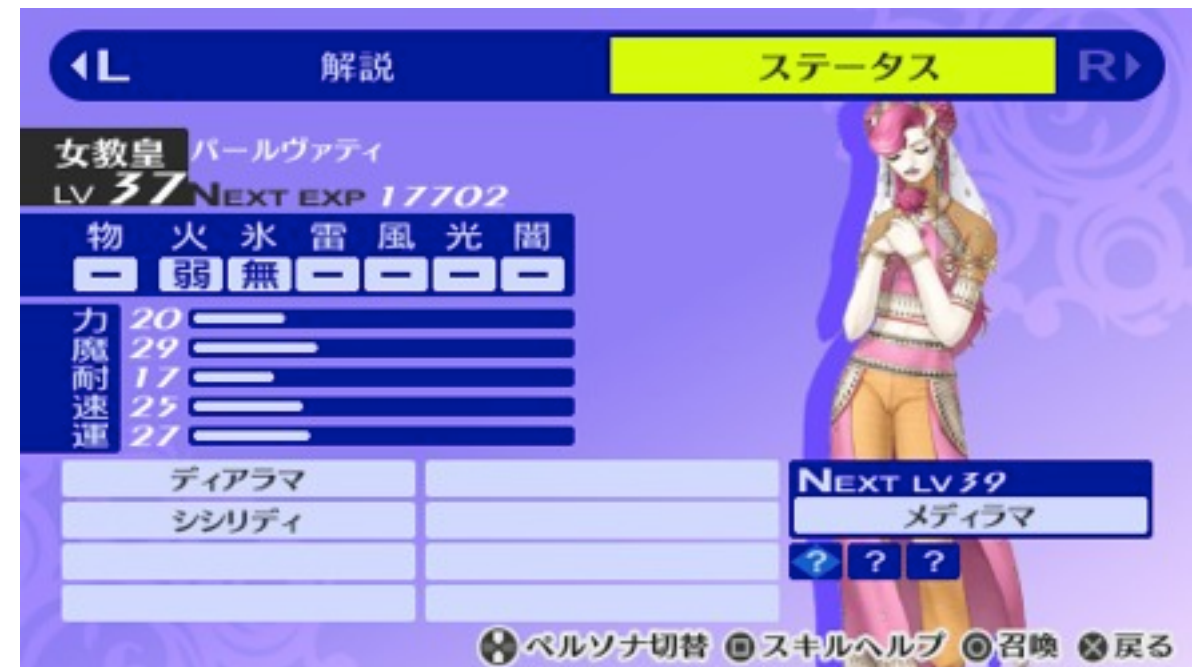 L 解説 ステータス R
女教皇 パールヴァティ
LV 37 NEXT EXP 17702
物 火 氷 雷 風 光 闇
ー 弱 無 ー ー ー ー
力 20
魔 29
耐 17
速 25
運 27
ディアラマ
シシリディ
NEXT LV 39
メディラマ
? ? ?
ペルソナ切替 スキルヘルプ 召喚 戻る